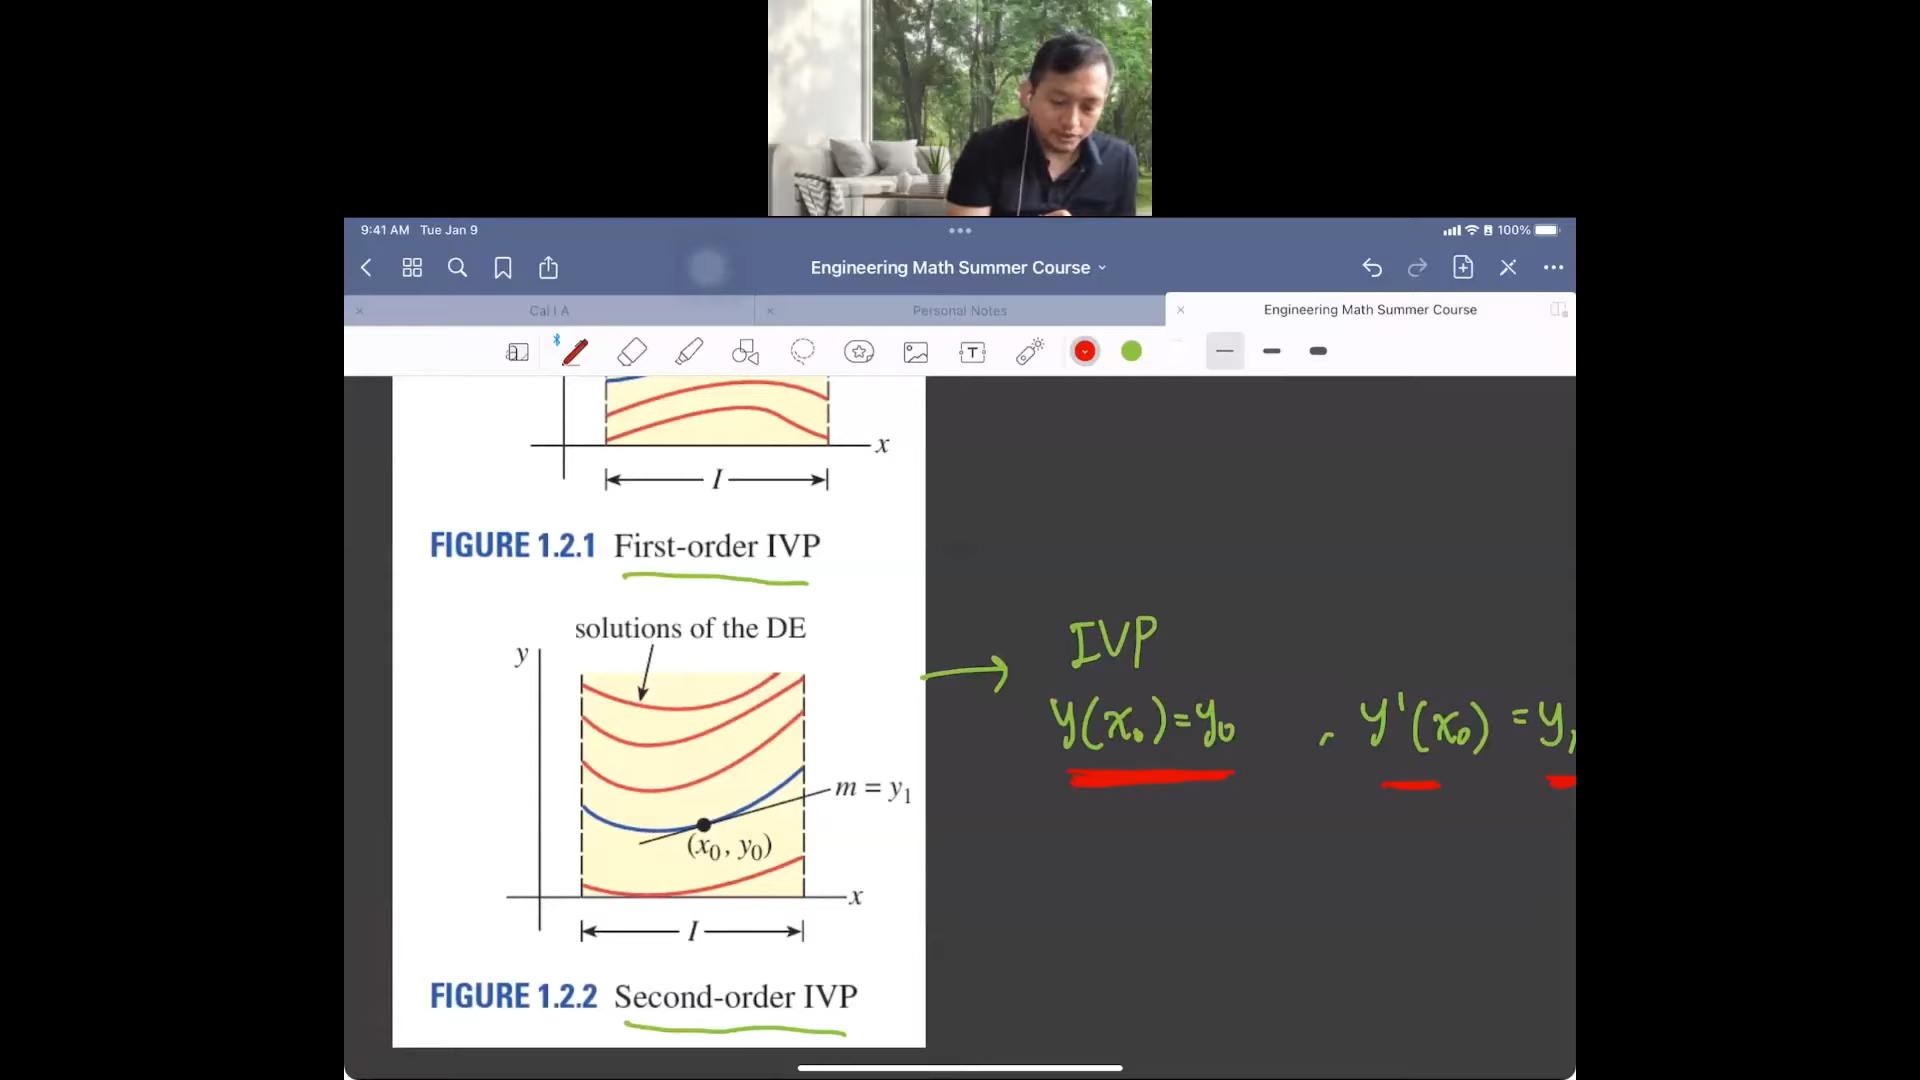 9:41 AM Tue Jan 9
100%
Engineering Math Summer Course
Cal I A
Personal Notes
Engineering Math Summer Course
x
I
FIGURE 1.2.1 First-order IVP
solutions of the DE
y
m = y₁
(x₀, y₀)
x
I
FIGURE 1.2.2 Second-order IVP
IVP
y(x₀)=y₀ , y'(x₀) = y₁